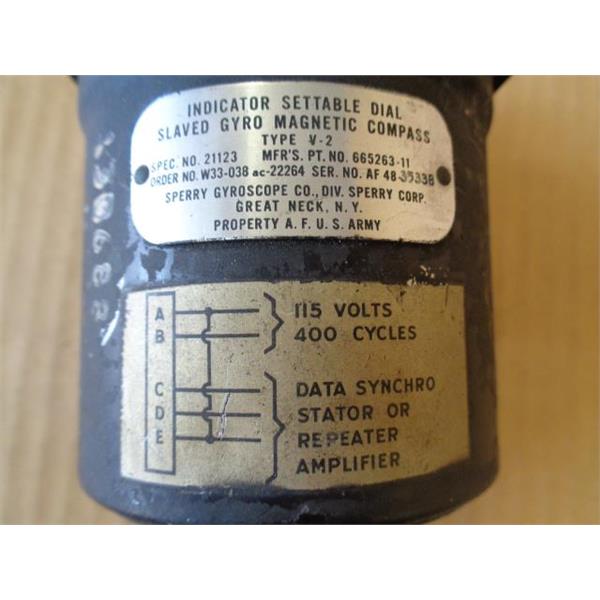 INDICATOR SETTABLE DIAL
SLAVED GYRO MAGNETIC COMPASS
TYPE V-2
SPEC. NO. 21123 MFR'S. PT. NO. 665263-11
ORDER NO. W33-038 ac-22264 SER. NO. AF 48-3533B
SPERRY GYROSCOPE CO., DIV. SPERRY CORP.
GREAT NECK, N.Y.
PROPERTY A. F. U. S. ARMY
A
B
115 VOLTS
400 CYCLES
C
D
E
DATA SYNCHRO
STATOR OR
REPEATER
AMPLIFIER